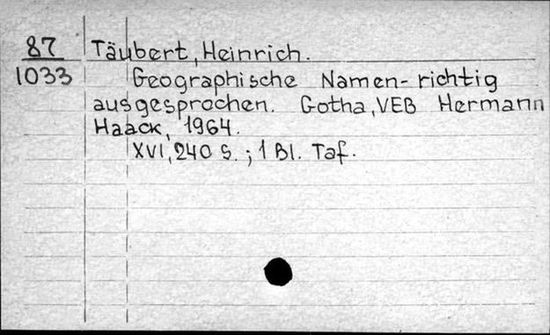 87 Täubert, Heinrich.
1033 Geographische Namen-richtig
ausgesprochen. Gotha, VEB Hermann
Haack, 1964.
XVI, 240 S.; 1 Bl. Taf.